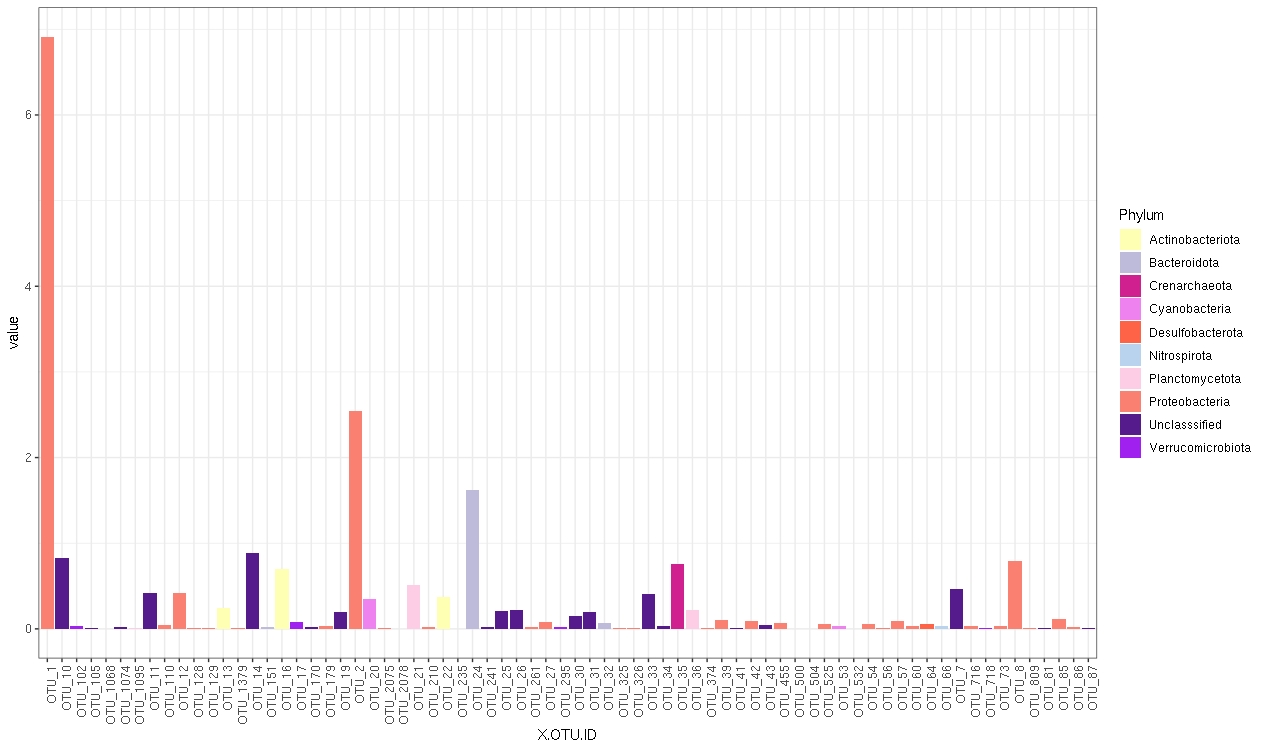 6
4
2
0
value
OTU_1
OTU_10
OTU_102
OTU_105
OTU_1068
OTU_1074
OTU_1095
OTU_11
OTU_110
OTU_12
OTU_128
OTU_129
OTU_13
OTU_1379
OTU_14
OTU_151
OTU_16
OTU_17
OTU_170
OTU_179
OTU_19
OTU_2
OTU_20
OTU_2075
OTU_2078
OTU_21
OTU_210
OTU_22
OTU_235
OTU_24
OTU_241
OTU_25
OTU_26
OTU_261
OTU_27
OTU_295
OTU_30
OTU_31
OTU_32
OTU_325
OTU_326
OTU_33
OTU_34
OTU_35
OTU_36
OTU_374
OTU_39
OTU_41
OTU_42
OTU_43
OTU_455
OTU_500
OTU_504
OTU_525
OTU_53
OTU_532
OTU_54
OTU_56
OTU_57
OTU_60
OTU_64
OTU_66
OTU_7
OTU_716
OTU_718
OTU_73
OTU_8
OTU_809
OTU_81
OTU_85
OTU_86
OTU_87
X.OTU.ID
Phylum
Actinobacteriota
Bacteroidota
Crenarchaeota
Cyanobacteria
Desulfobacterota
Nitrospirota
Planctomycetota
Proteobacteria
Unclasssified
Verrucomicrobiota